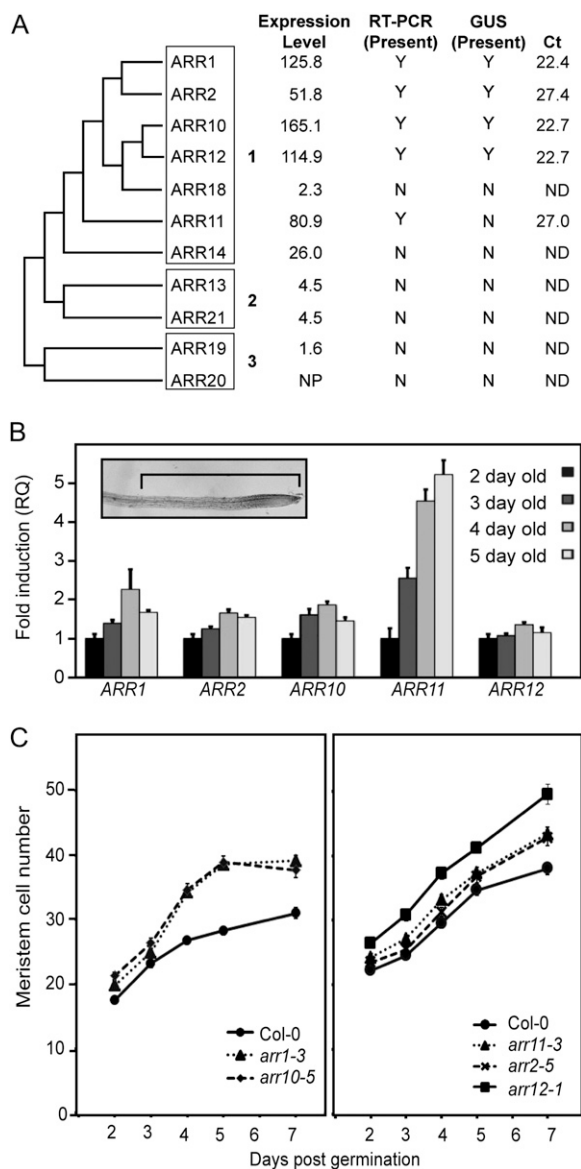 A
Expression Level RT-PCR (Present) GUS (Present) Ct
ARR1 125.8 Y Y 22.4
ARR2 51.8 Y Y 27.4
ARR10 165.1 Y Y 22.7
ARR12 1 114.9 Y Y 22.7
ARR18 2.3 N N ND
ARR11 80.9 Y N 27.0
ARR14 26.0 N N ND
ARR13 4.5 N N ND
2
ARR21 4.5 N N ND
ARR19 1.6 N N ND
3
ARR20 NP N N ND
B
Fold induction (RQ)
5
4
3
2
1
0
2 day old
3 day old
4 day old
5 day old
ARR1 ARR2 ARR10 ARR11 ARR12
C
Meristem cell number
50
40
30
20
10
0
Col-0
arr1-3
arr10-5
Col-0
arr11-3
arr2-5
arr12-1
2 3 4 5 7 2 3 4 5 7
Days post germination